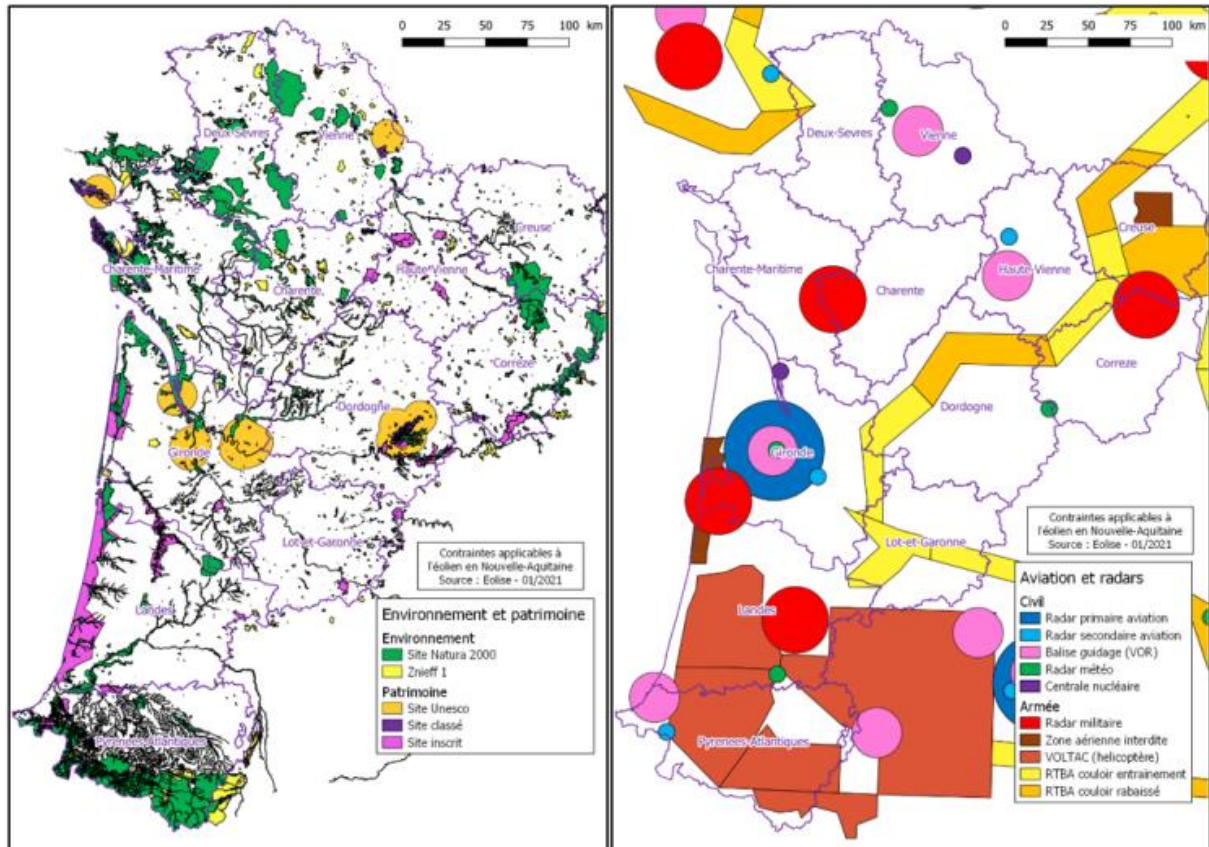 0 25 50 75 100 km
Deux-Sèvres
Vienne
Creuse
Charente-Maritime
Haute-Vienne
Charente
Corrèze
Dordogne
Gironde
Lot-et-Garonne
Landes
Pyrenees-Atlantiques
Contraintes applicables à
l'éolien en Nouvelle-Aquitaine
Source : Eolise - 01/2021
Environnement et patrimoine
Environnement
Site Natura 2000
Znieff 1
Patrimoine
Site Unesco
Site classé
Site inscrit
0 25 50 75 100 km
Deux-Sèvres
Vienne
Creuse
Charente-Maritime
Haute-Vienne
Charente
Corrèze
Dordogne
Gironde
Lot-et-Garonne
Landes
Pyrenees-Atlantiques
Contraintes applicables à
l'éolien en Nouvelle-Aquitaine
Source : Eolise - 01/2021
Aviation et radars
Civil
Radar primaire aviation
Radar secondaire aviation
Balise guidage (VOR)
Radar météo
Centrale nucléaire
Armée
Radar militaire
Zone aérienne interdite
VOLTAC (helicoptère)
RTBA couloir entrainement
RTBA couloir rabaissé